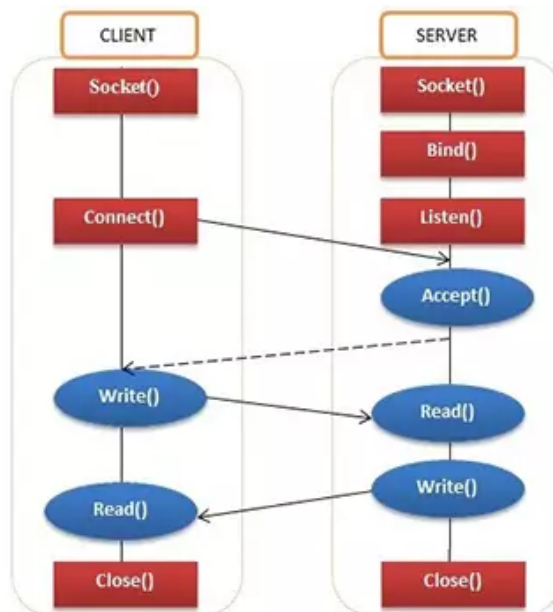 CLIENT
Socket()
Connect()
Write()
Read()
Close()
SERVER
Socket()
Bind()
Listen()
Accept()
Read()
Write()
Close()